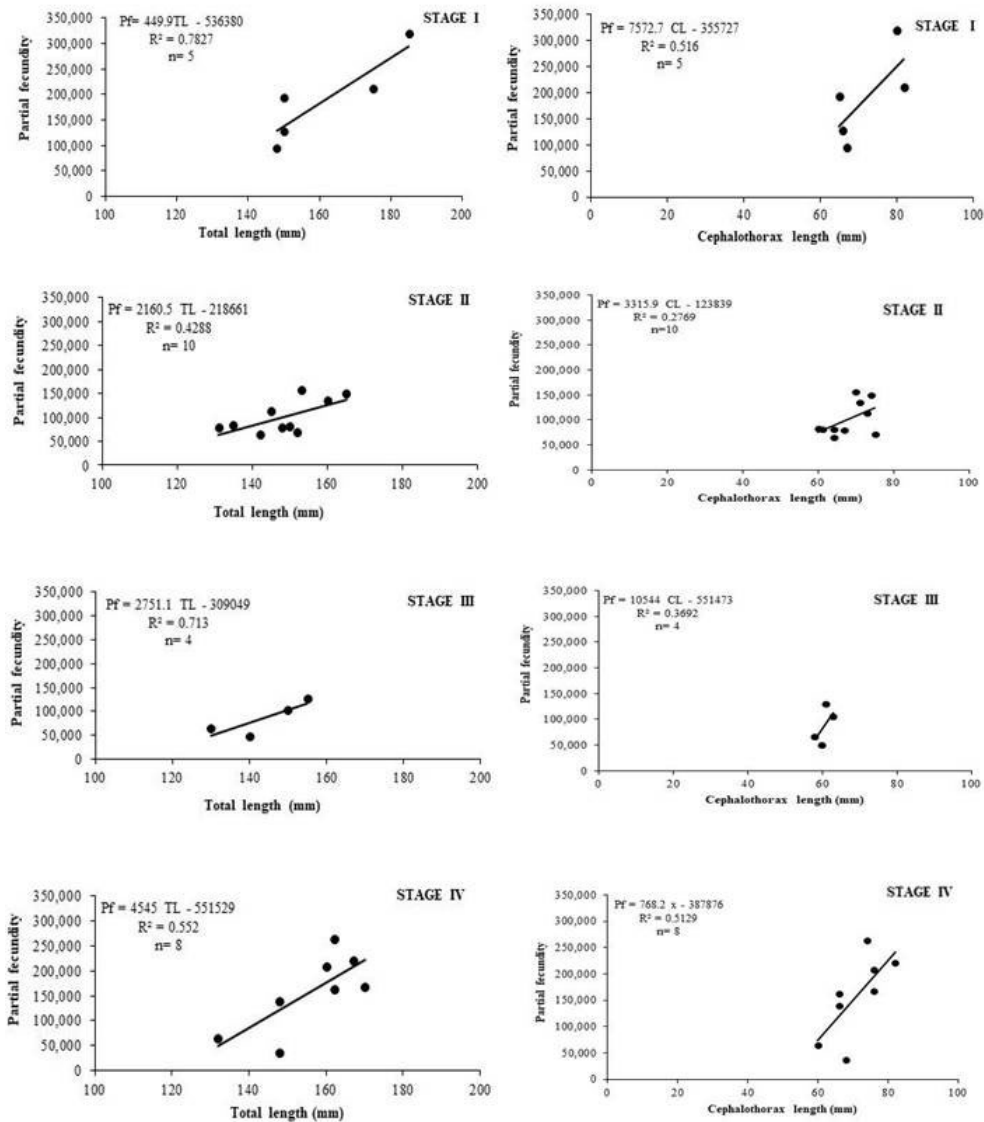 Pf= 449.9TL - 536380
R² = 0.7827
n= 5
STAGE I
Partial fecundity
350,000
300,000
250,000
200,000
150,000
100,000
50,000
0
100 120 140 160 180 200
Total length (mm)
Pf = 7572.7 CL - 355727
R² = 0.516
n= 5
STAGE I
Partial fecundity
350,000
300,000
250,000
200,000
150,000
100,000
50,000
0
0 20 40 60 80 100
Cephalothorax length (mm)
Pf = 2160.5 TL - 218661
R² = 0.4288
n= 10
STAGE II
Partial fecundity
350,000
300,000
250,000
200,000
150,000
100,000
50,000
0
100 120 140 160 180 200
Total length (mm)
Pf = 3315.9 CL - 123839
R² = 0.2769
n=10
STAGE II
Partial fecundity
350,000
300,000
250,000
200,000
150,000
100,000
50,000
0
0 20 40 60 80 100
Cephalothorax length (mm)
Pf = 2751.1 TL - 309049
R² = 0.713
n= 4
STAGE III
Partial fecundity
350,000
300,000
250,000
200,000
150,000
100,000
50,000
0
100 120 140 160 180 200
Total length (mm)
Pf = 10544 CL - 551473
R² = 0.3692
n= 4
STAGE III
Partial fecundity
350,000
300,000
250,000
200,000
150,000
100,000
50,000
0
0 20 40 60 80 100
Cephalothorax length (mm)
Pf = 4545 TL - 551529
R² = 0.552
n= 8
STAGE IV
Partial fecundity
350,000
300,000
250,000
200,000
150,000
100,000
50,000
0
100 120 140 160 180 200
Total length (mm)
Pf = 768.2 x - 387876
R² = 0.5129
n= 8
STAGE IV
Partial fecundity
350,000
300,000
250,000
200,000
150,000
100,000
50,000
0
0 20 40 60 80 100
Cephalothorax length (mm)